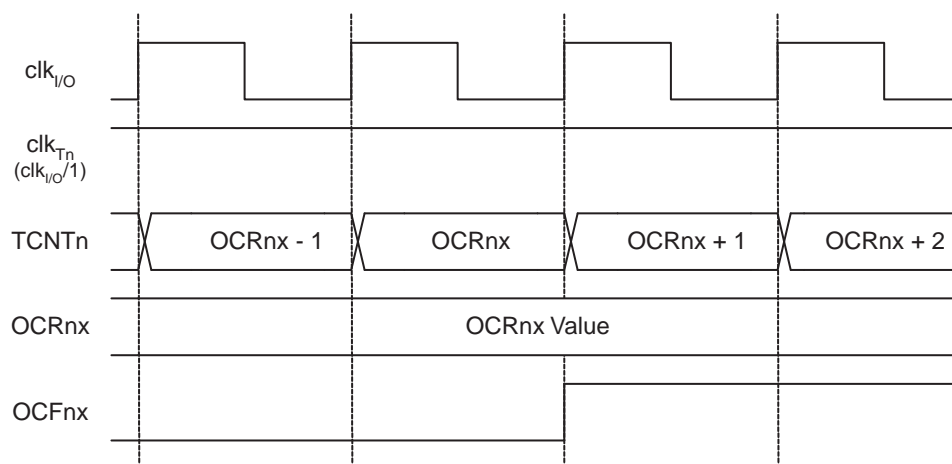 clkI/O
clkTn
(clkI/O/1)
TCNTn
OCRnx - 1
OCRnx
OCRnx + 1
OCRnx + 2
OCRnx
OCRnx Value
OCFnx